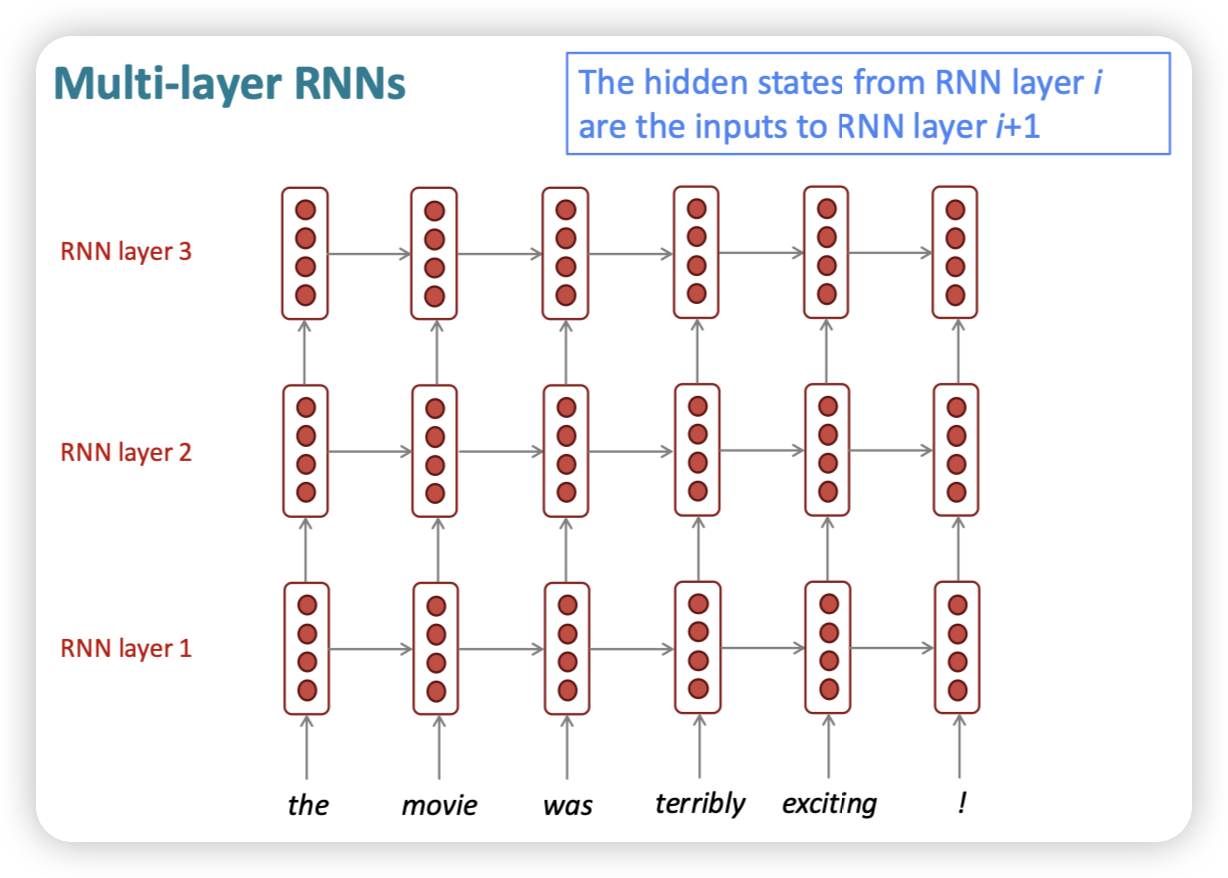 Multi-layer RNNs
The hidden states from RNN layer i
are the inputs to RNN layer i+1
RNN layer 3
RNN layer 2
RNN layer 1
the movie was terribly exciting !